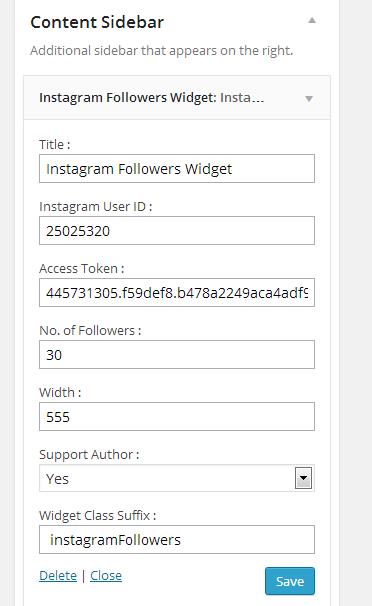 Content Sidebar
Additional sidebar that appears on the right.
Instagram Followers Widget: Insta...
Title :
Instagram Followers Widget
Instagram User ID :
25025320
Access Token :
445731305.f59def8.b478a2249aca4adf9
No. of Followers :
30
Width :
555
Support Author :
Yes
Widget Class Suffix :
instagramFollowers
Delete | Close Save